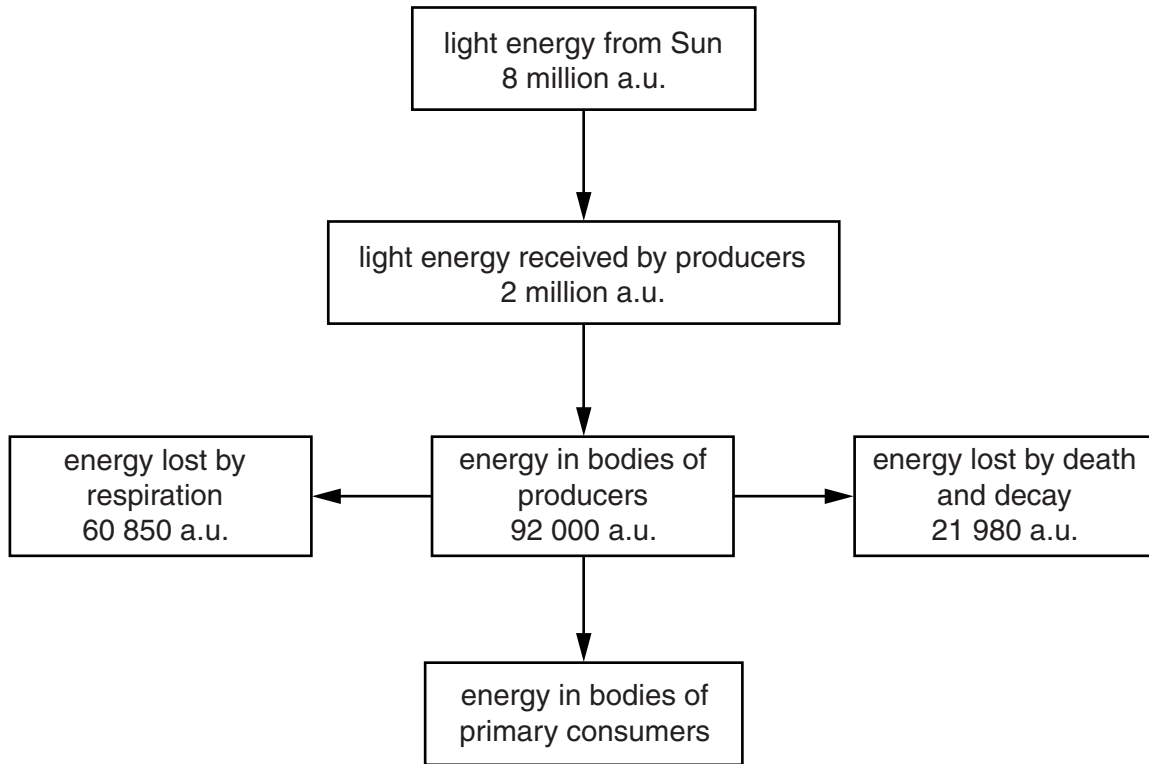 light energy from Sun
8 million a.u.
light energy received by producers
2 million a.u.
energy lost by
respiration
60 850 a.u.
energy in bodies of
producers
92 000 a.u.
energy lost by death
and decay
21 980 a.u.
energy in bodies of
primary consumers